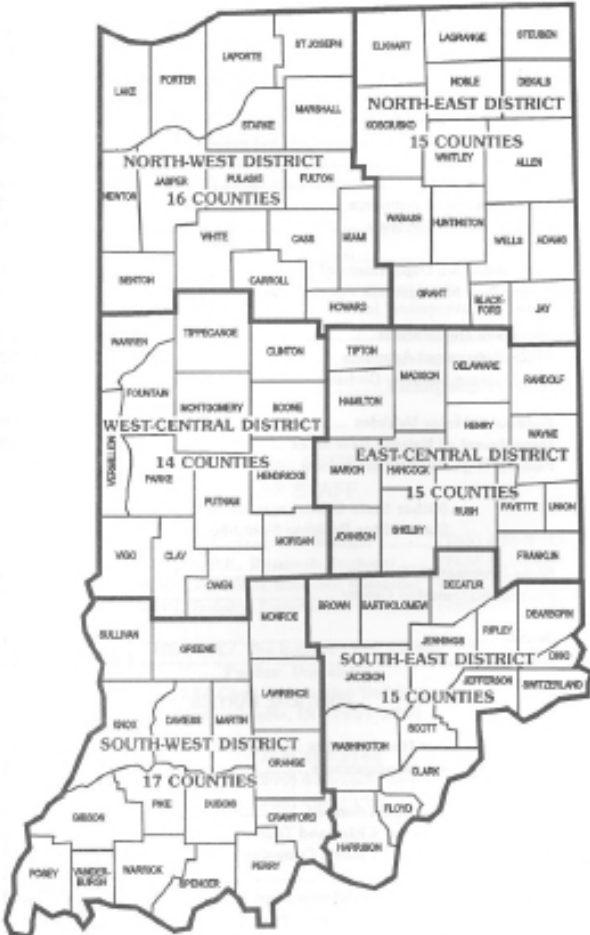 LAKE
PORTER
LAPORTE
ST JOSEPH
ELKHART
LAGRANGE
STEUBEN
STARKE
MARSHALL
KOSCIUSKO
NOBLE
DEKALB
NORTH-EAST DISTRICT
15 COUNTIES
WHITLEY
ALLEN
NORTH-WEST DISTRICT
16 COUNTIES
NEWTON
JASPER
PULASKI
FULTON
WHITE
CASS
MIAMI
WABASH
HUNTINGTON
WELLS
ADAMS
BENTON
CARROLL
HOWARD
GRANT
BLACK-
FORD
JAY
WARREN
TIPPECANOE
CLINTON
TIPTON
MADISON
DELAWARE
RANDOLF
FOUNTAIN
MONTGOMERY
BOONE
HAMILTON
HENRY
WAYNE
WEST-CENTRAL DISTRICT
14 COUNTIES
VERMILLION
PARKE
PUTNAM
HENDRICKS
MARION
HANCOCK
EAST-CENTRAL DISTRICT
15 COUNTIES
RUSH
FAYETTE
UNION
VIGO
CLAY
OWEN
MORGAN
JOHNSON
SHELBY
FRANKLIN
SULLIVAN
GREENE
MONROE
BROWN
BARTHOLOMEW
DECATUR
JENNINGS
RIPLEY
DEARBORN
OHIO
SOUTH-EAST DISTRICT
15 COUNTIES
JACKSON
JEFFERSON
SWITZERLAND
LAWRENCE
KNOX
DAVIESS
MARTIN
SOUTH-WEST DISTRICT
17 COUNTIES
ORANGE
WASHINGTON
SCOTT
CLARK
FLOYD
HARRISON
GIBSON
PIKE
DUBOIS
CRAWFORD
POSEY
VANDER-
BURGH
WARRICK
SPENCER
PERRY